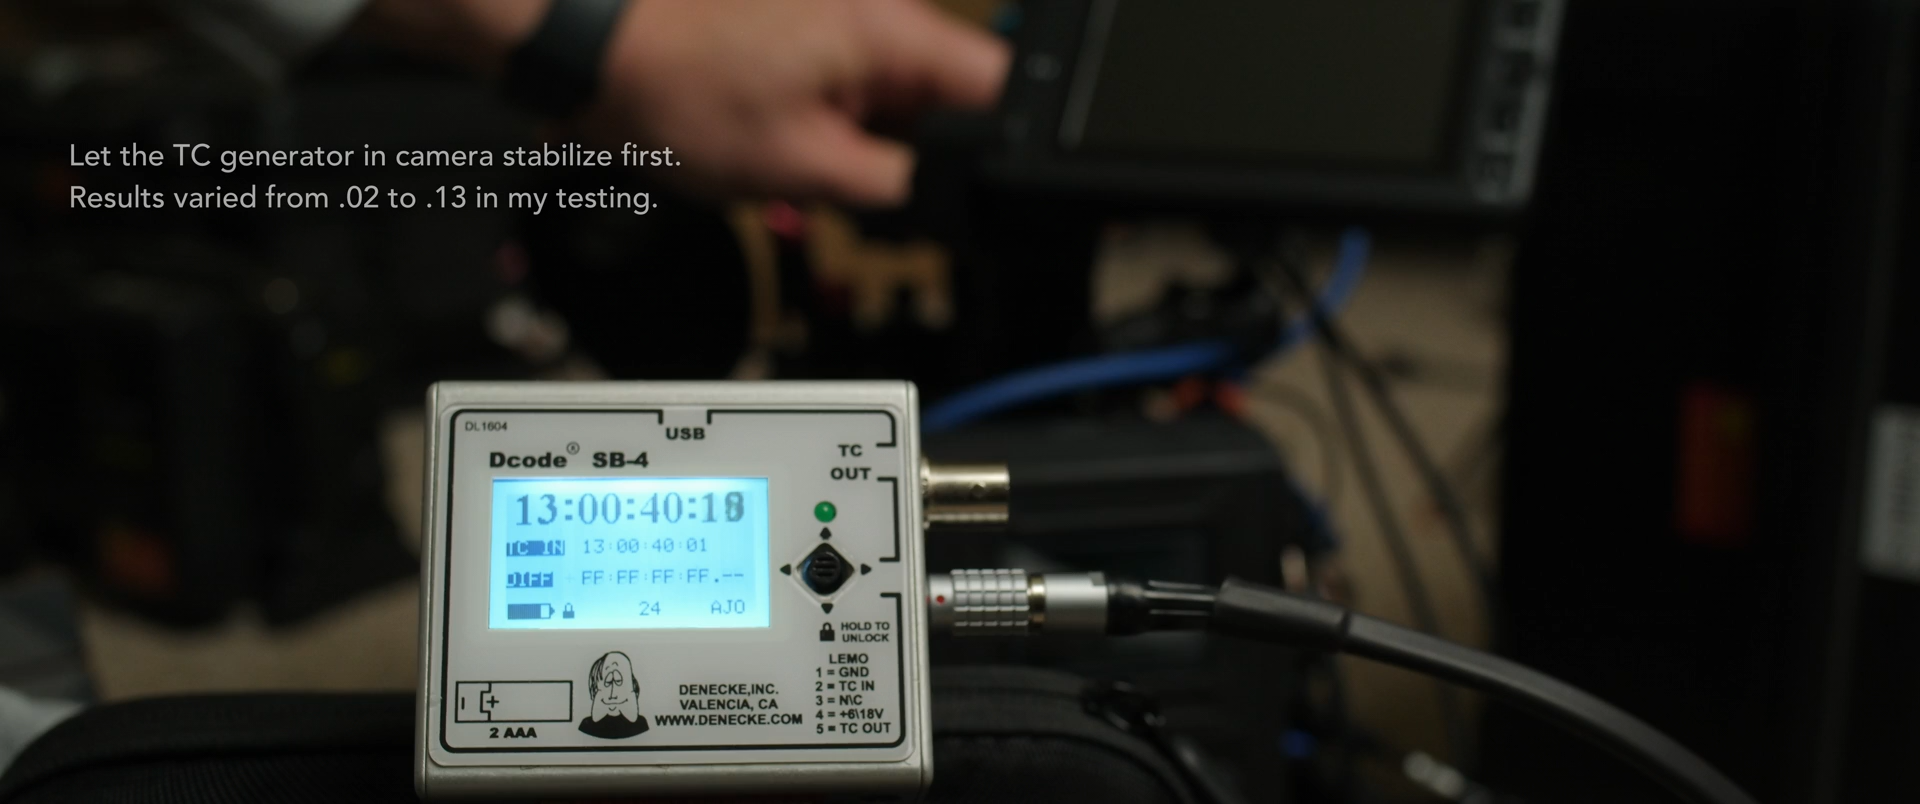 Let the TC generator in camera stabilize first.
Results varied from .02 to .13 in my testing.
DL1604
USB
Dcode® SB-4
TC
OUT
13:00:40:18
TC IN 13:00:40:01
DIFF FF:FF:FF:FF.--
24 AJO
HOLD TO
UNLOCK
LEMO
1 = GND
2 = TC IN
3 = N\C
4 = +6\18V
5 = TC OUT
2 AAA
DENECKE,INC.
VALENCIA, CA
WWW.DENECKE.COM